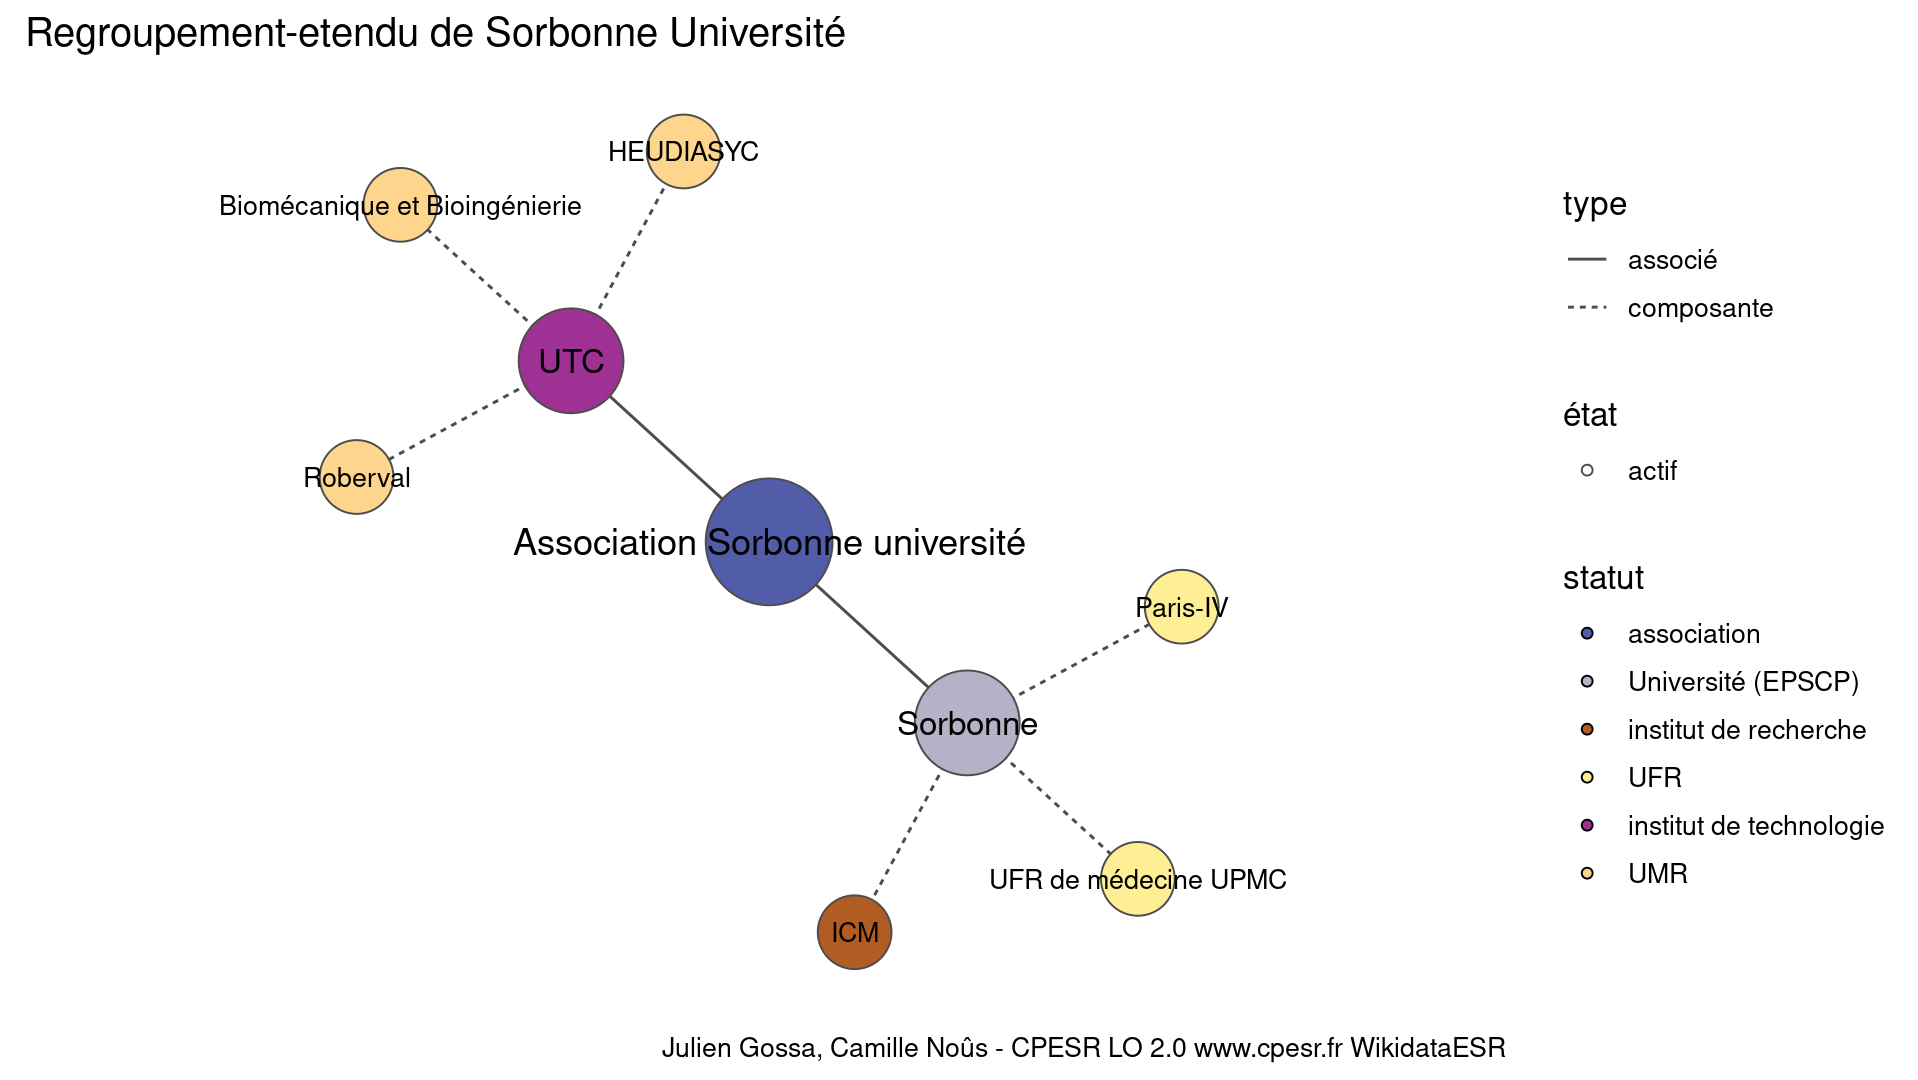 Regroupement-etendu de Sorbonne Université
HEUDIASYC
Biomécanique et Bioingénierie
UTC
Roberval
Association Sorbonne université
Paris-IV
Sorbonne
UFR de médecine UPMC
ICM
type
associé
composante
état
actif
statut
association
Université (EPSCP)
institut de recherche
UFR
institut de technologie
UMR
Julien Gossa, Camille Noûs - CPESR LO 2.0 www.cpesr.fr WikidataESR